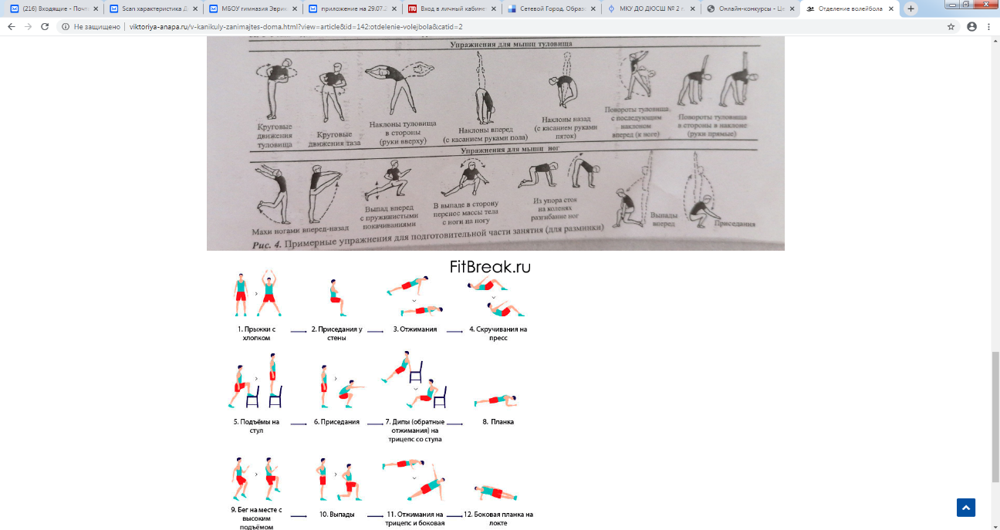 (216) Входящие - Почт
Scan характеристика Д
МБОУ гимназия Эврик
приложение на 29.07.2
Вход в личный кабине
Сетевой Город. Образ
МКУ ДО ДЮСШ № 2 г
Онлайн-конкурсы - Це
Отделение волейбола
Не защищено
viktoriya-anapa.ru/v-kanikuly-zanimajtes-doma.html?view=article&id=142:otdelenie-volejbola&catid=2
Упражнения для мышц туловища
Круговые
движения
туловища
Круговые
движения таза
Наклоны туловища
в стороны
(руки вверху)
Наклоны вперед
(с касанием руками пола)
Наклоны назад
(с касанием руками
пяток)
Повороты туловища
с последующим
наклоном
вперед (к ноге)
Повороты туловища
в стороны в наклоне
(руки прямые)
Упражнения для мышц ног
Махи ногами вперед-назад
Выпад вперед
с пружинистыми
покачиваниями
В выпаде в сторону
перенос массы тела
с ноги на ногу
Из упора стоя
на коленях
разгибание ног
Выпады
вперед
Приседания
Рис. 4. Примерные упражнения для подготовительной части занятия (для разминки)
FitBreak.ru
1. Прыжки с
хлопком
2. Приседания у
стены
3. Отжимания
4. Скручивания на
пресс
5. Подъёмы на
стул
6. Приседания
7. Дипы (обратные
отжимания) на
трицепс со стула
8. Планка
9. Бег на месте с
высоким
подъёмом
10. Выпады
11. Отжимания на
трицепс и боковая
12. Боковая планка на
локте